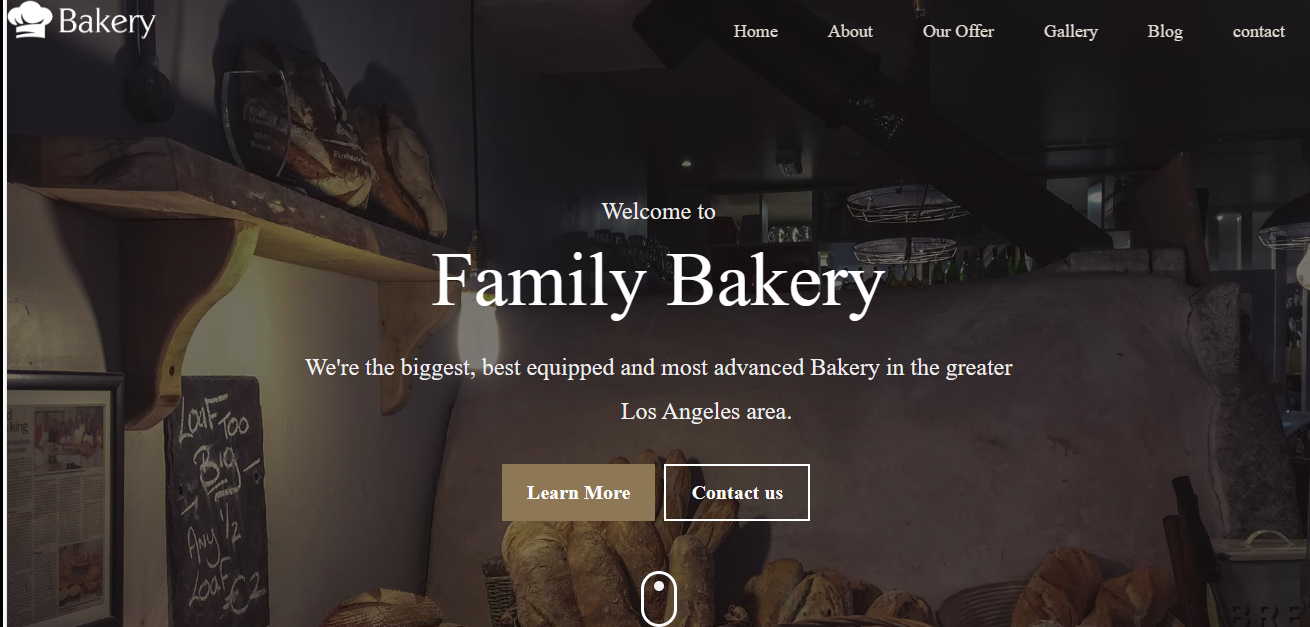 Bakery
Home About Our Offer Gallery Blog contact
Welcome to
Family Bakery
We're the biggest, best equipped and most advanced Bakery in the greater
Los Angeles area.
Learn More Contact us
LOAF TOO
BIG
ANY 1/2
LOAF €2